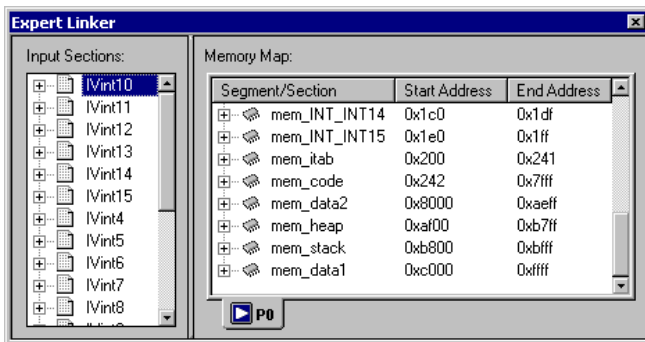 Expert Linker
Input Sections:
IVint10
IVint11
IVint12
IVint13
IVint14
IVint15
IVint4
IVint5
IVint6
IVint7
IVint8
Memory Map:
Segment/Section Start Address End Address
mem_INT_INT14 0x1c0 0x1df
mem_INT_INT15 0x1e0 0x1ff
mem_itab 0x200 0x241
mem_code 0x242 0x7fff
mem_data2 0x8000 0xaeff
mem_heap 0xaf00 0xb7ff
mem_stack 0xb800 0xbfff
mem_data1 0xc000 0xffff
P0